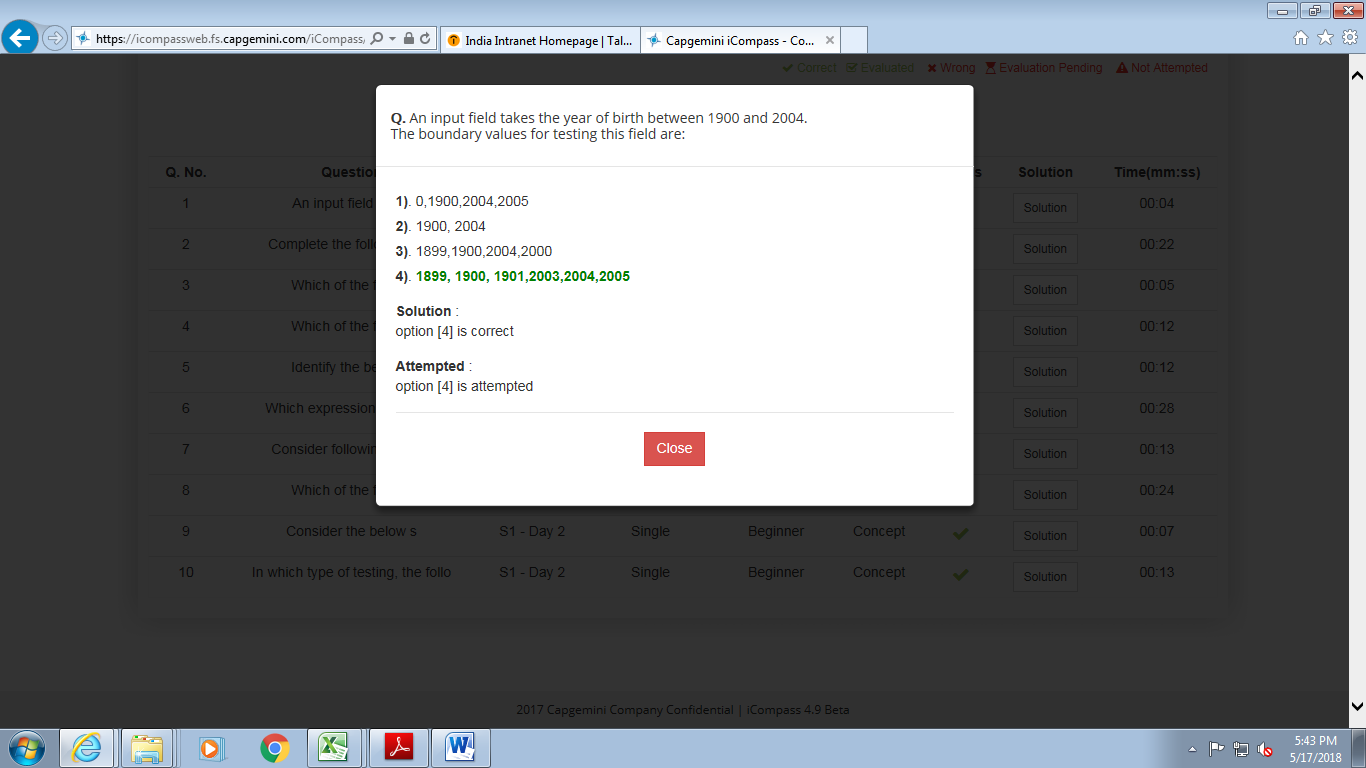 https://icompassweb.fs.capgemini.com/iCompass,
India Intranet Homepage | Tal...
Capgemini iCompass - Co...
Correct Evaluated Wrong Evaluation Pending Not Attempted
Q. An input field takes the year of birth between 1900 and 2004.
The boundary values for testing this field are:
1). 0,1900,2004,2005
2). 1900, 2004
3). 1899,1900,2004,2000
4). 1899, 1900, 1901,2003,2004,2005
Solution :
option [4] is correct
Attempted :
option [4] is attempted
Close
Q. No. Question s Solution Time(mm:ss)
1 An input field Solution 00:04
2 Complete the follo Solution 00:22
3 Which of the f Solution 00:05
4 Which of the f Solution 00:12
5 Identify the be Solution 00:12
6 Which expression Solution 00:28
7 Consider followin Solution 00:13
8 Which of the f Solution 00:24
9 Consider the below s S1 - Day 2 Single Beginner Concept Solution 00:07
10 In which type of testing, the follo S1 - Day 2 Single Beginner Concept Solution 00:13
2017 Capgemini Company Confidential | iCompass 4.9 Beta
5:43 PM
5/17/2018